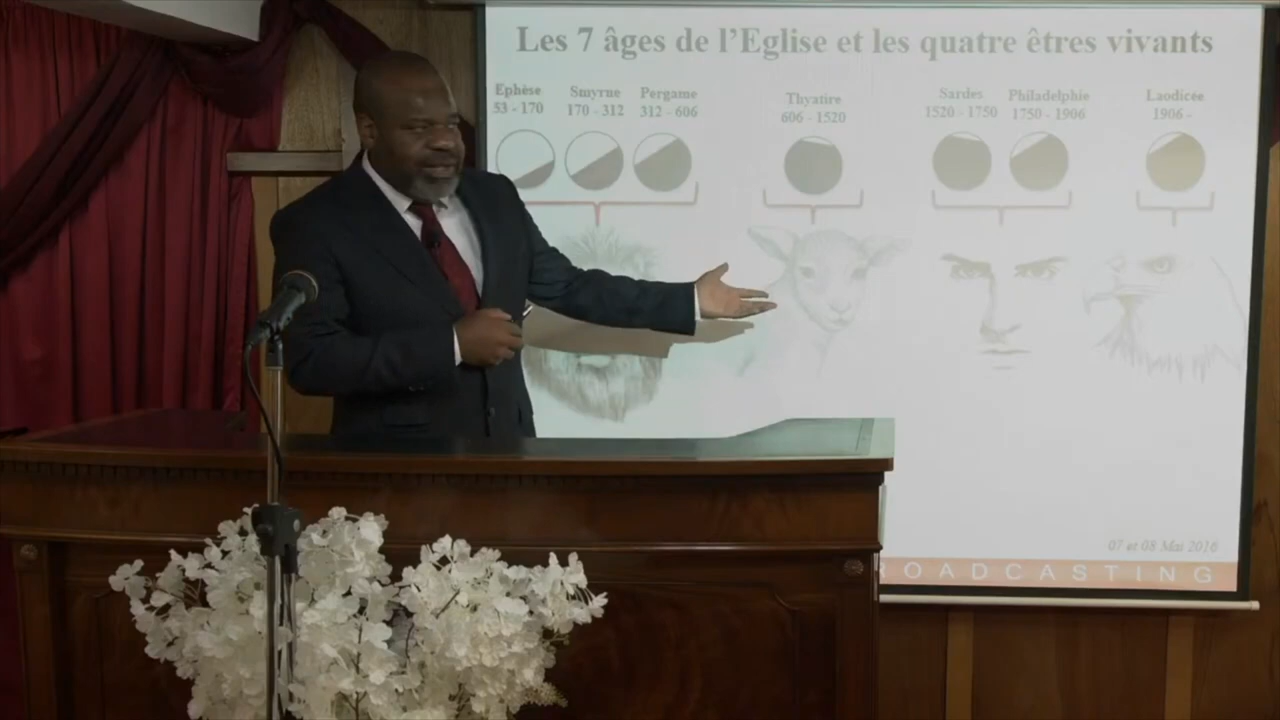 Les 7 âges de l'Eglise et les quatre êtres vivants
Ephèse
53 - 170
Smyrne
170 - 312
Pergame
312 - 606
Thyatire
606 - 1520
Sardes
1520 - 1750
Philadelphie
1750 - 1906
Laodicée
1906 -
07 et 08 Mai 2016
ROADCASTING